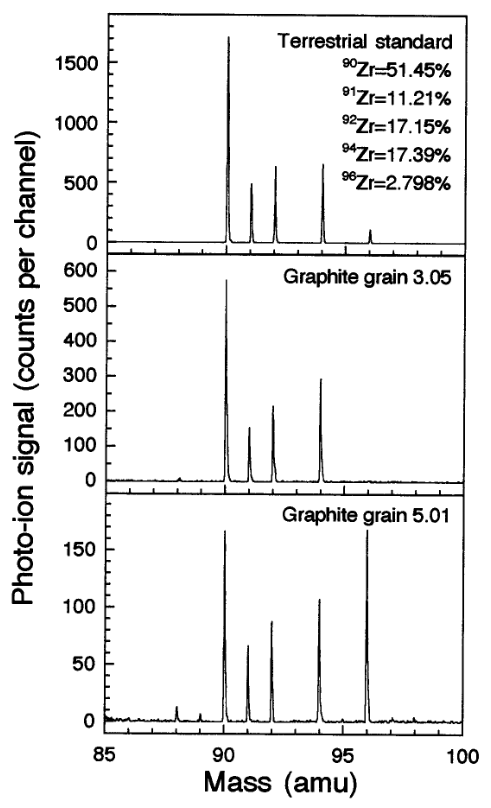 Photo-ion signal (counts per channel)
Terrestrial standard
⁹⁰Zr=51.45%
⁹¹Zr=11.21%
⁹²Zr=17.15%
⁹⁴Zr=17.39%
⁹⁶Zr=2.798%
1500
1000
500
0
Graphite grain 3.05
600
500
400
300
200
100
0
Graphite grain 5.01
150
100
50
0
85 90 95 100
Mass (amu)